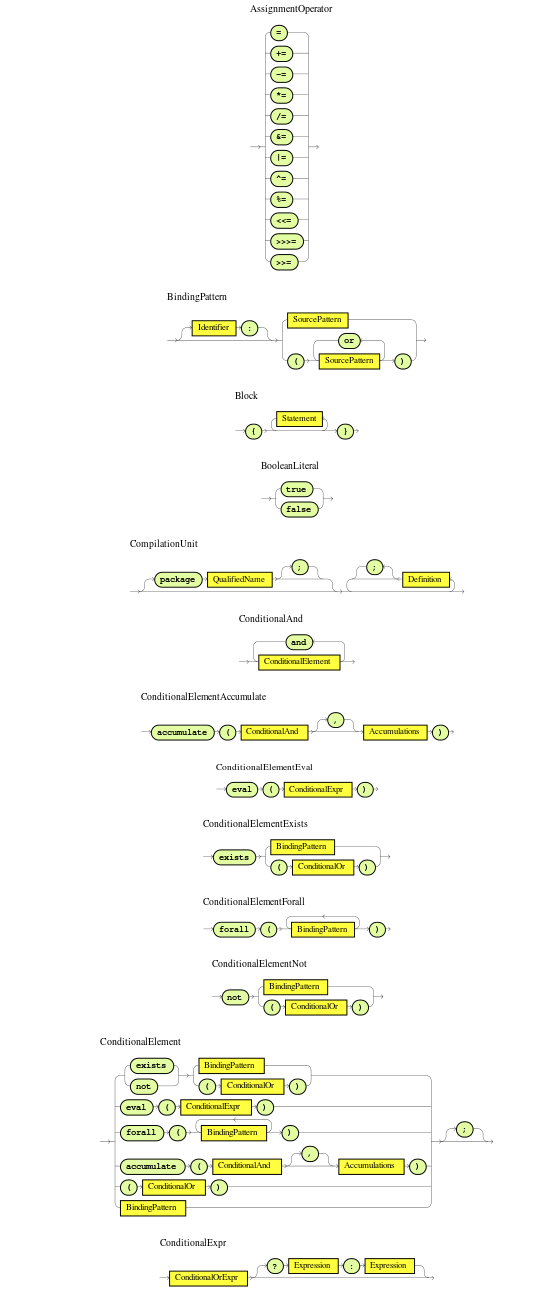 AssignmentOperator
=
+=
-=
*=
/=
&=
|=
^=
%=
<<=
>>>=
>>=
BindingPattern
Identifier : SourcePattern
or
( SourcePattern )
Block
Statement
{ }
BooleanLiteral
true
false
CompilationUnit
; ;
package QualifiedName Definition
ConditionalAnd
and
ConditionalElement
ConditionalElementAccumulate
,
accumulate ( ConditionalAnd Accumulations )
ConditionalElementEval
eval ( ConditionalExpr )
ConditionalElementExists
BindingPattern
exists ( ConditionalOr )
ConditionalElementForall
forall ( BindingPattern )
ConditionalElementNot
BindingPattern
not ( ConditionalOr )
ConditionalElement
exists BindingPattern
not ( ConditionalOr )
eval ( ConditionalExpr )
forall ( BindingPattern ) ;
,
accumulate ( ConditionalAnd Accumulations )
( ConditionalOr )
BindingPattern
ConditionalExpr
? Expression : Expression
ConditionalOrExpr